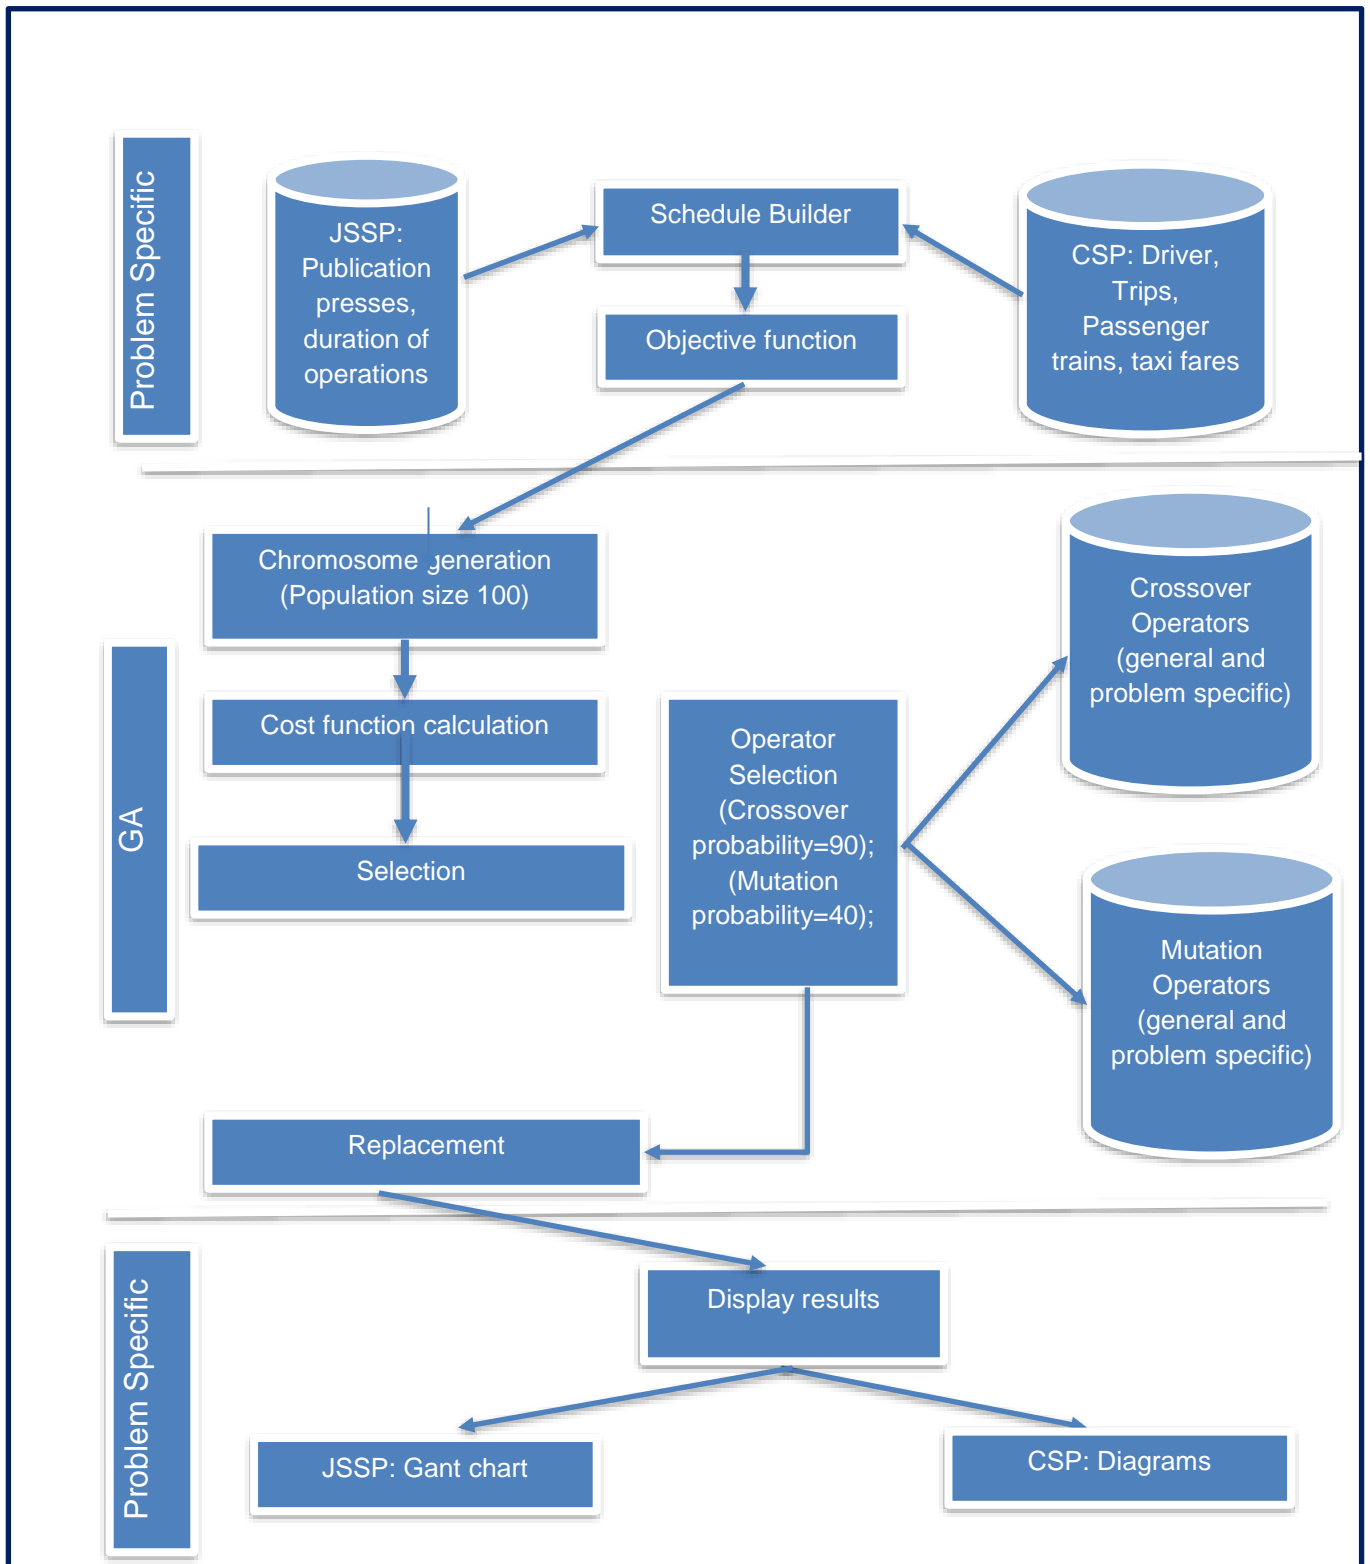 Problem Specific
JSSP:
Publication
presses,
duration of
operations
Schedule Builder
Objective function
CSP: Driver,
Trips,
Passenger
trains, taxi fares
GA
Chromosome generation
(Population size 100)
Cost function calculation
Selection
Operator
Selection
(Crossover
probability=90);
(Mutation
probability=40);
Crossover
Operators
(general and
problem specific)
Mutation
Operators
(general and
problem specific)
Replacement
Problem Specific
Display results
JSSP: Gant chart
CSP: Diagrams